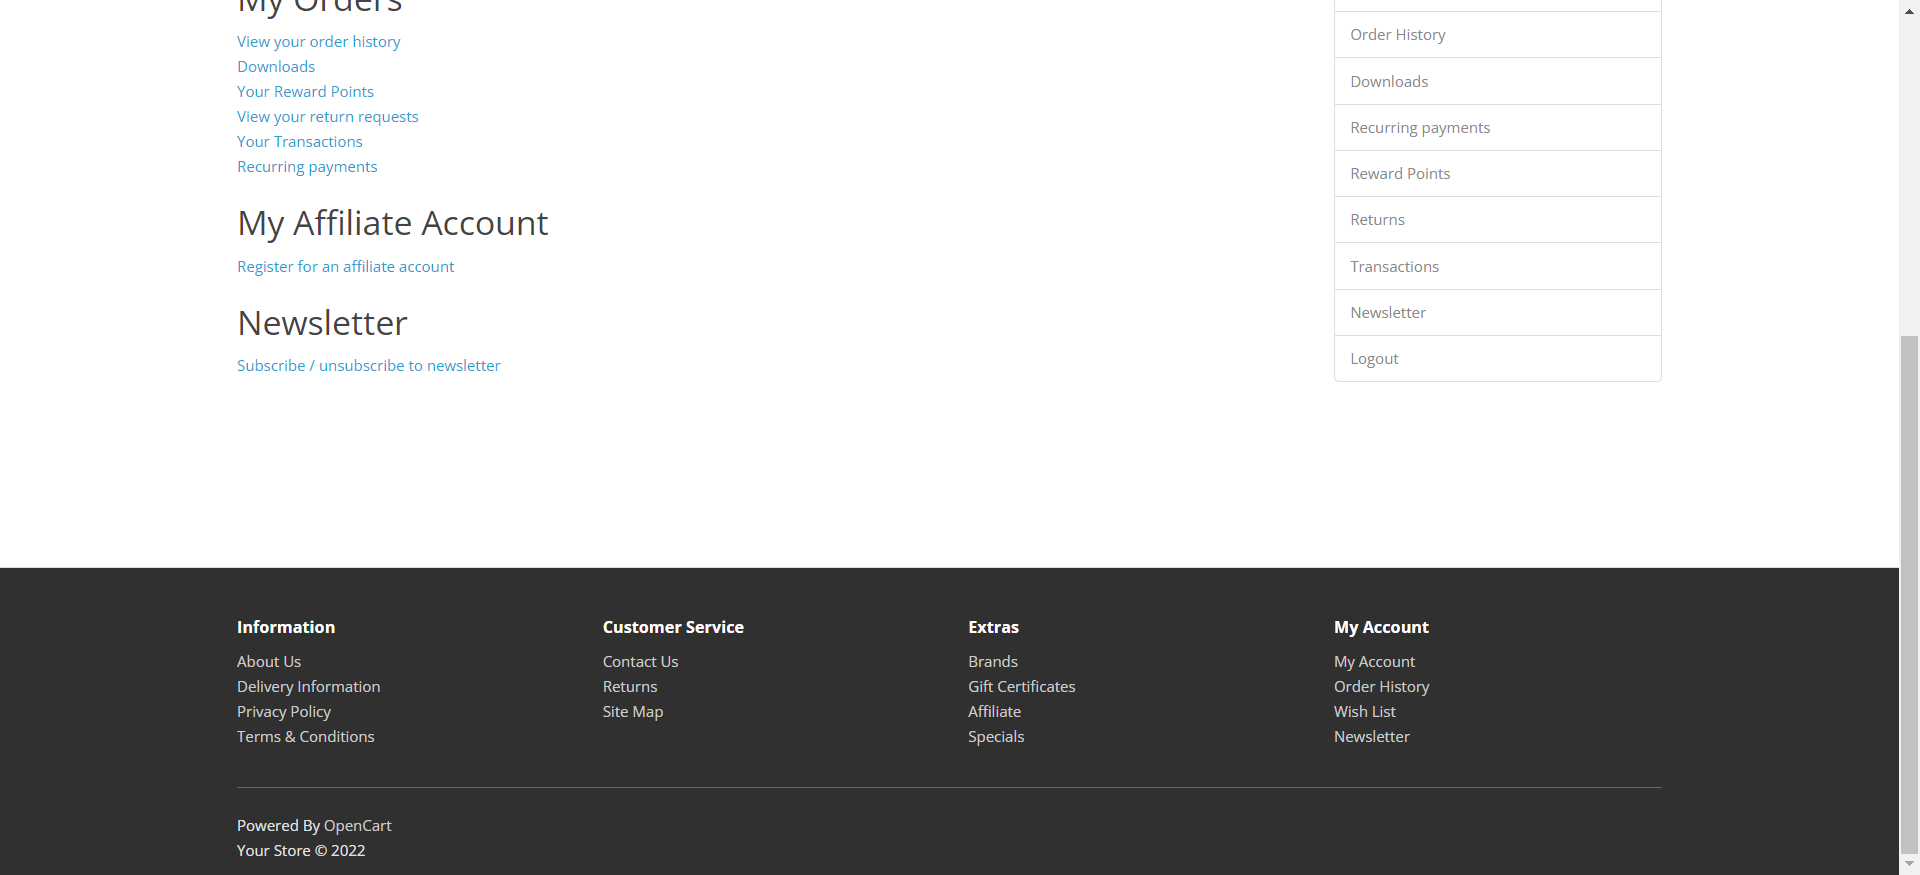 My Orders
View your order history
Downloads
Your Reward Points
View your return requests
Your Transactions
Recurring payments
My Affiliate Account
Register for an affiliate account
Newsletter
Subscribe / unsubscribe to newsletter
Order History
Downloads
Recurring payments
Reward Points
Returns
Transactions
Newsletter
Logout
Information
About Us
Delivery Information
Privacy Policy
Terms & Conditions
Customer Service
Contact Us
Returns
Site Map
Extras
Brands
Gift Certificates
Affiliate
Specials
My Account
My Account
Order History
Wish List
Newsletter
Powered By OpenCart
Your Store © 2022